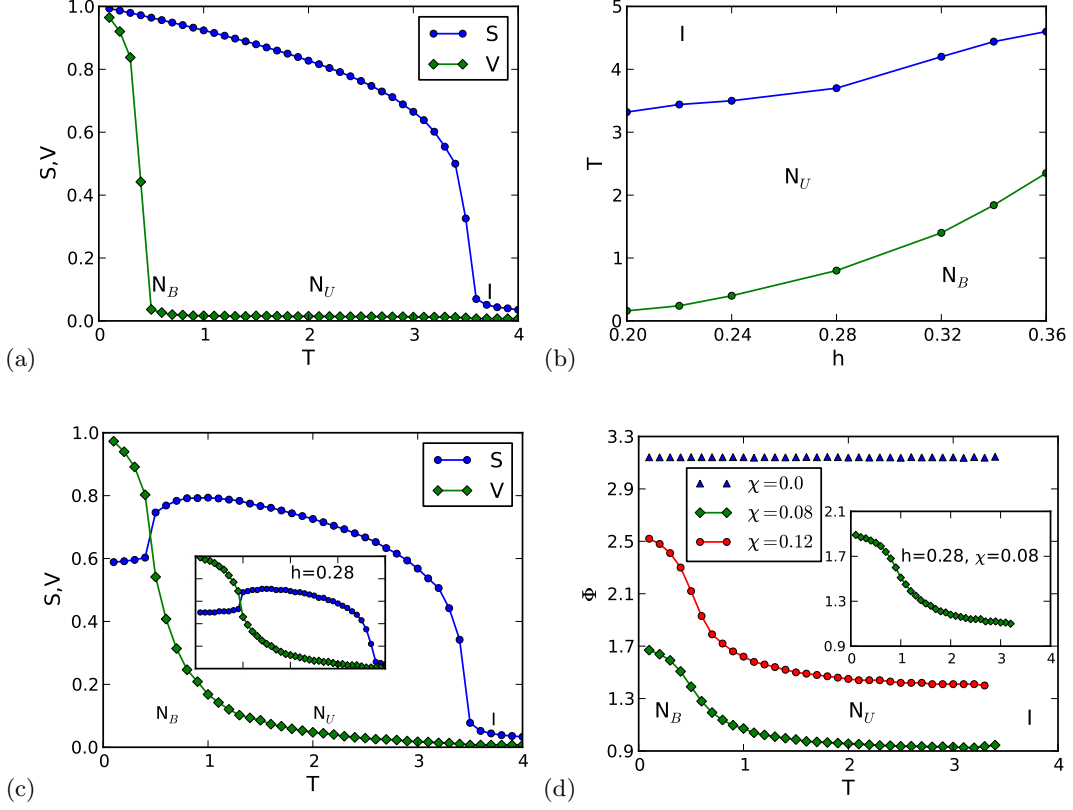 1.0
0.8
0.6
0.4
0.2
0.0
S,V
S
V
N_B
N_U
I
0 1 2 3 4
T
(a)
5
4
3
2
1
0
T
I
N_U
N_B
0.20 0.24 0.28 0.32 0.36
h
(b)
1.0
0.8
0.6
0.4
0.2
0.0
S,V
S
V
h=0.28
N_B
N_U
I
0 1 2 3 4
T
(c)
3.3
2.9
2.5
2.1
1.7
1.3
0.9
Φ
χ=0.0
χ=0.08
χ=0.12
2.1
1.7
1.3
0.9
h=0.28, χ=0.08
0 1 2 3 4
N_B
N_U
I
0 1 2 3 4
T
(d)